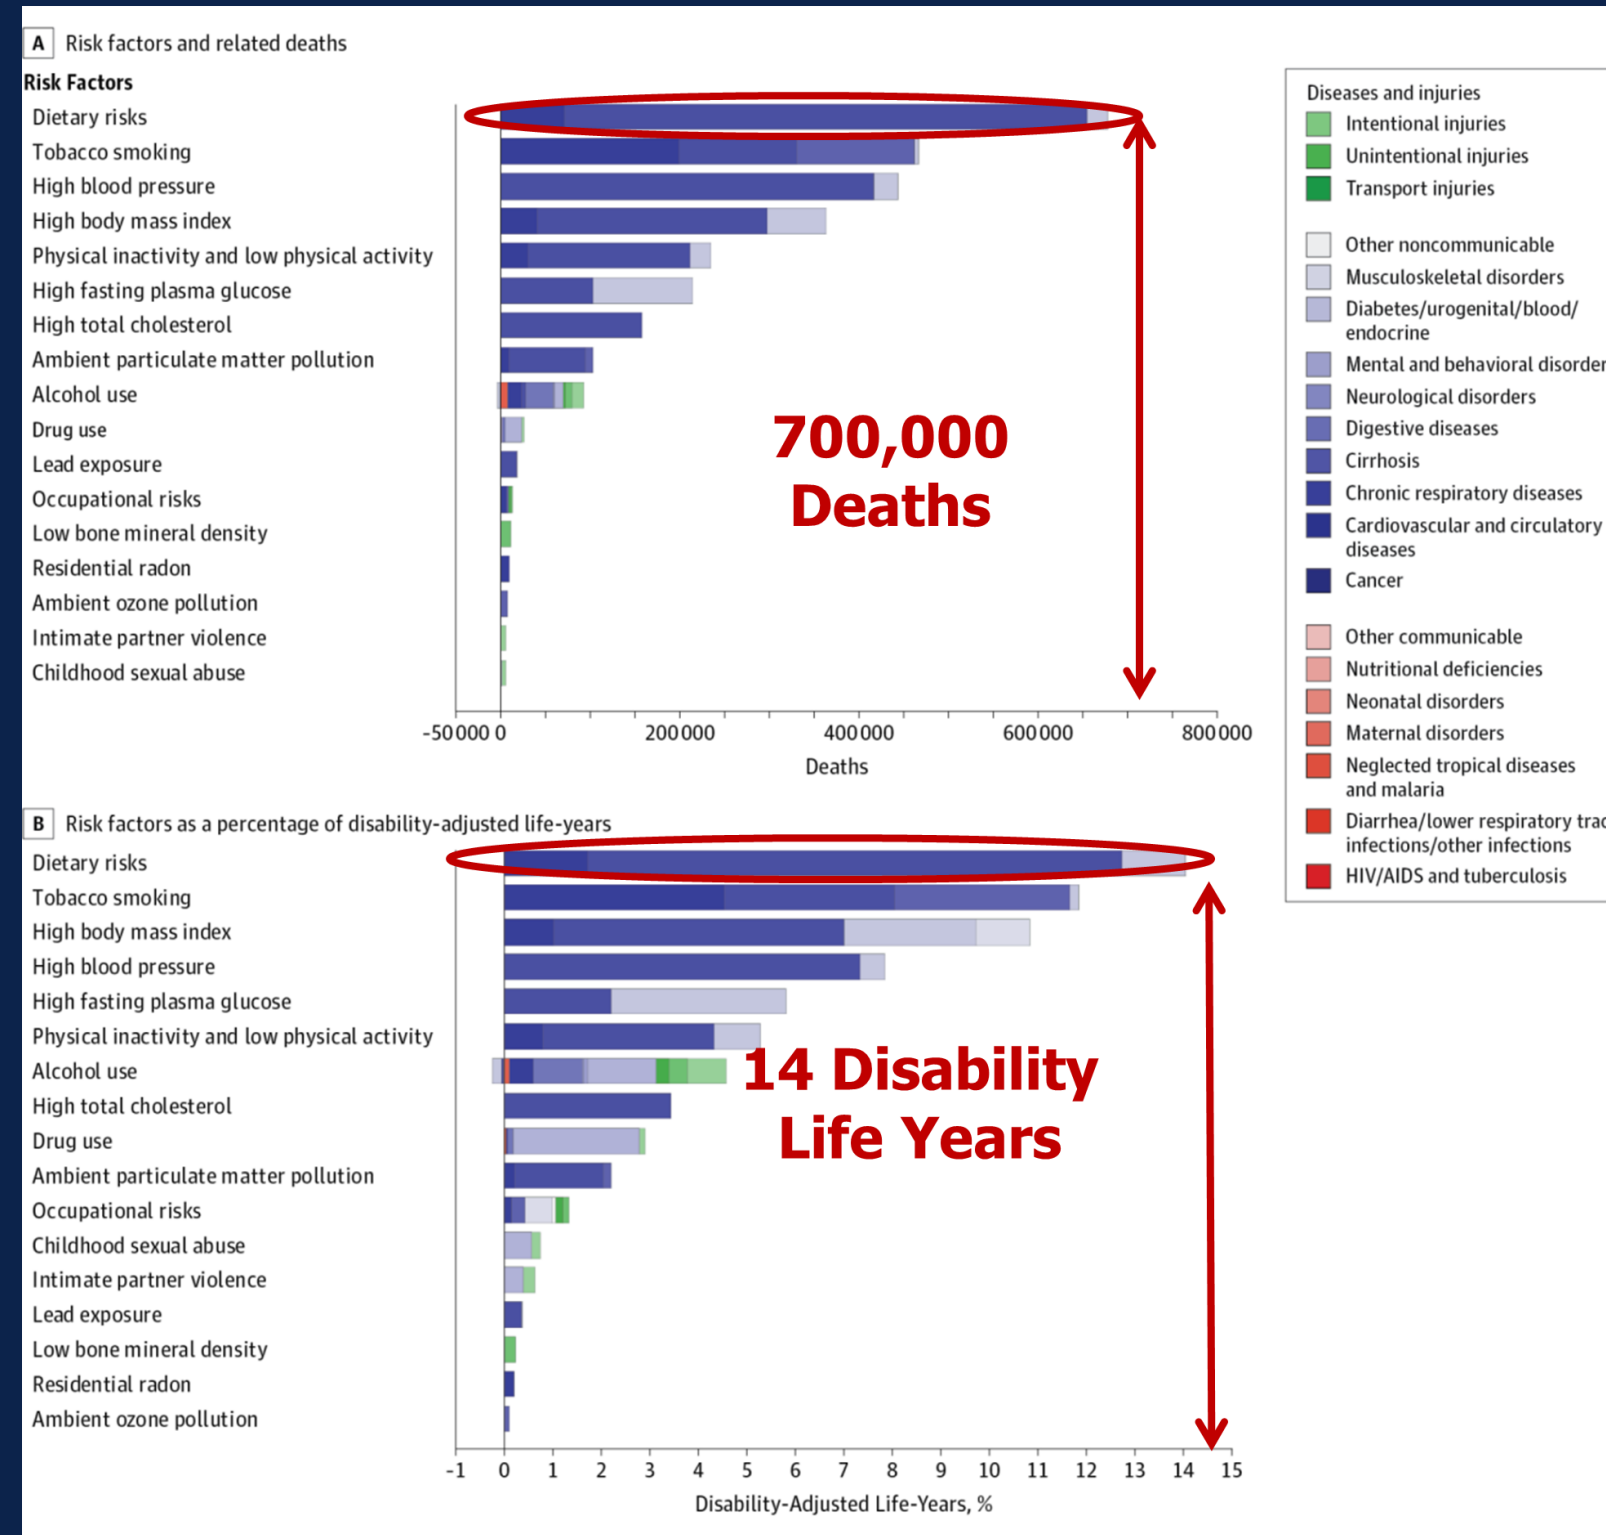 A Risk factors and related deaths
Risk Factors
Dietary risks
Tobacco smoking
High blood pressure
High body mass index
Physical inactivity and low physical activity
High fasting plasma glucose
High total cholesterol
Ambient particulate matter pollution
Alcohol use
Drug use
Lead exposure
Occupational risks
Low bone mineral density
Residential radon
Ambient ozone pollution
Intimate partner violence
Childhood sexual abuse
700,000
Deaths
-50000 0 200000 400000 600000 800000
Deaths
Diseases and injuries
Intentional injuries
Unintentional injuries
Transport injuries
Other noncommunicable
Musculoskeletal disorders
Diabetes/urogenital/blood/
endocrine
Mental and behavioral disorder
Neurological disorders
Digestive diseases
Cirrhosis
Chronic respiratory diseases
Cardiovascular and circulatory
diseases
Cancer
Other communicable
Nutritional deficiencies
Neonatal disorders
Maternal disorders
Neglected tropical diseases
and malaria
Diarrhea/lower respiratory trac
infections/other infections
HIV/AIDS and tuberculosis
B Risk factors as a percentage of disability-adjusted life-years
Dietary risks
Tobacco smoking
High body mass index
High blood pressure
High fasting plasma glucose
Physical inactivity and low physical activity
Alcohol use
High total cholesterol
Drug use
Ambient particulate matter pollution
Occupational risks
Childhood sexual abuse
Intimate partner violence
Lead exposure
Low bone mineral density
Residential radon
Ambient ozone pollution
14 Disability
Life Years
-1 0 1 2 3 4 5 6 7 8 9 10 11 12 13 14 15
Disability-Adjusted Life-Years, %